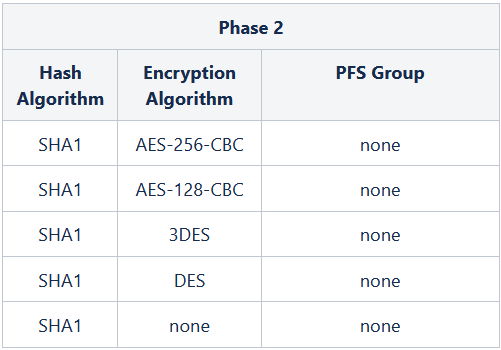 Phase 2
Hash Algorithm Encryption Algorithm PFS Group
SHA1 AES-256-CBC none
SHA1 AES-128-CBC none
SHA1 3DES none
SHA1 DES none
SHA1 none none